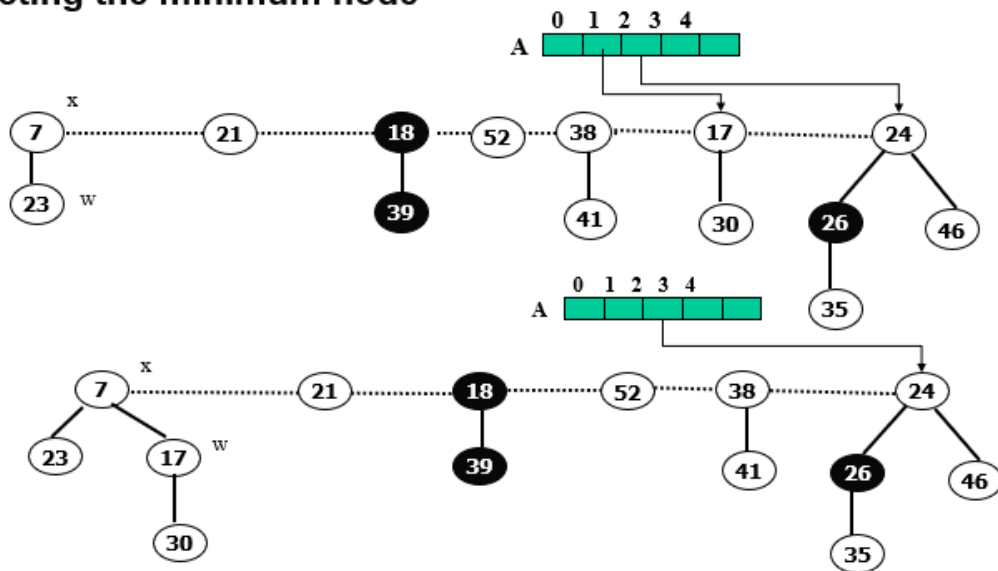 cting the minimum node
0 1 2 3 4
A
x
7 21 18 52 38 17 24
23 w 39 41 30 26 46
35
0 1 2 3 4
A
x
7 21 18 52 38 24
23 17 w 39 41 26 46
30 35